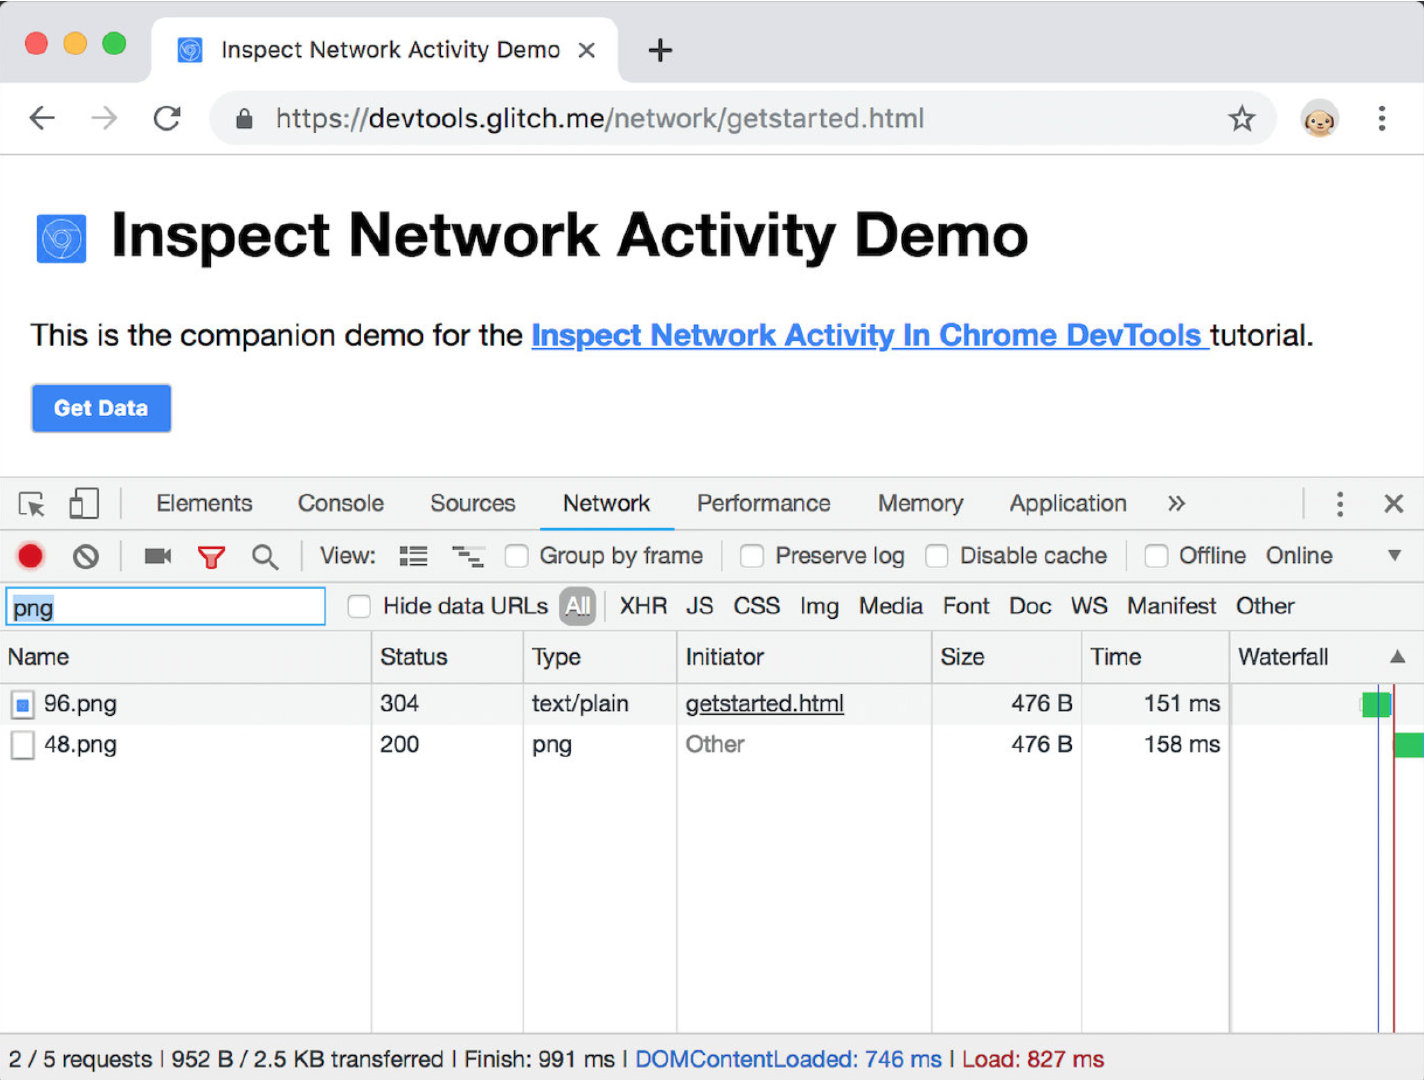 Inspect Network Activity Demo
https://devtools.glitch.me/network/getstarted.html
Inspect Network Activity Demo
This is the companion demo for the Inspect Network Activity In Chrome DevTools tutorial.
Get Data
Elements Console Sources Network Performance Memory Application »
View: Group by frame Preserve log Disable cache Offline Online
png Hide data URLs All XHR JS CSS Img Media Font Doc WS Manifest Other
Name Status Type Initiator Size Time Waterfall
96.png 304 text/plain getstarted.html 476 B 151 ms
48.png 200 png Other 476 B 158 ms
2 / 5 requests | 952 B / 2.5 KB transferred | Finish: 991 ms | DOMContentLoaded: 746 ms | Load: 827 ms